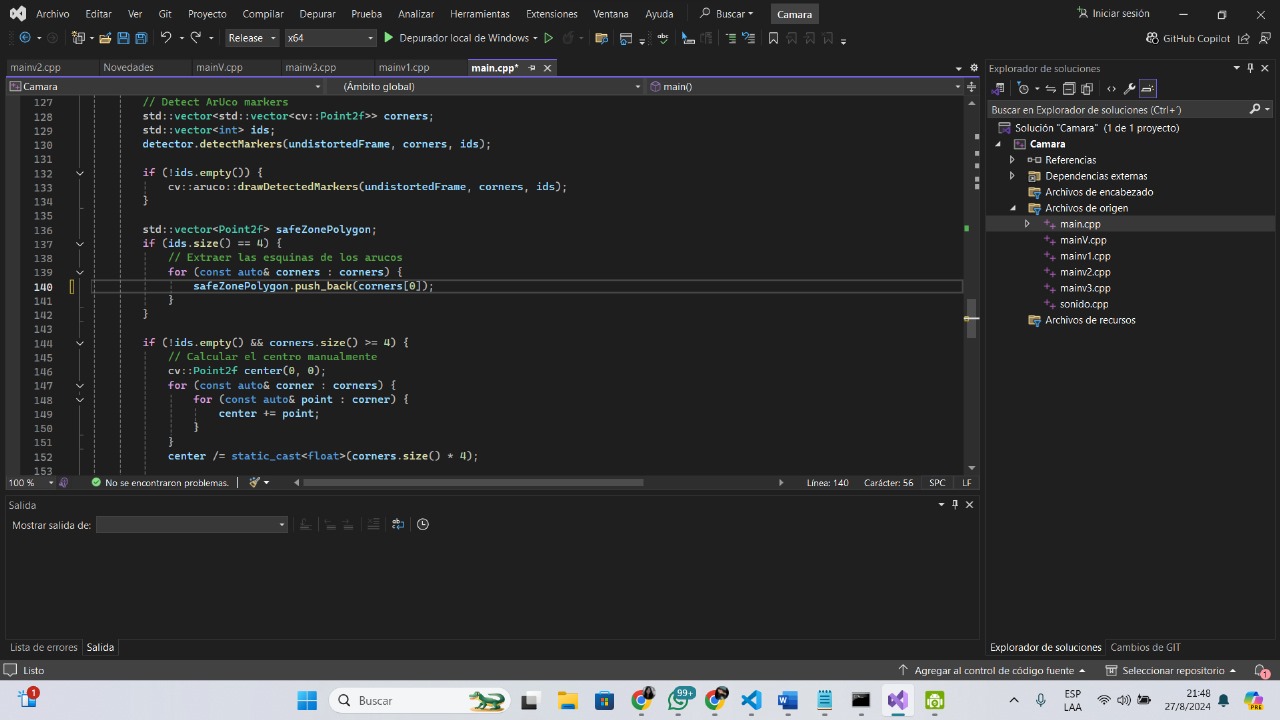 Archivo Editar Ver Git Proyecto Compilar Depurar Prueba Analizar Herramientas Extensiones Ventana Ayuda Buscar Camara Iniciar sesión
Release x64 Depurador local de Windows GitHub Copilot
mainv2.cpp Novedades mainV.cpp mainv3.cpp mainv1.cpp main.cpp*
Camara (Ámbito global) main()
127 // Detect ArUco markers
128 std::vector<std::vector<cv::Point2f>> corners;
129 std::vector<int> ids;
130 detector.detectMarkers(undistortedFrame, corners, ids);
131
132 if (!ids.empty()) {
133 cv::aruco::drawDetectedMarkers(undistortedFrame, corners, ids);
134 }
135
136 std::vector<Point2f> safeZonePolygon;
137 if (ids.size() == 4) {
138 // Extraer las esquinas de los arucos
139 for (const auto& corners : corners) {
140 safeZonePolygon.push_back(corners[0]);
141 }
142 }
143
144 if (!ids.empty() && corners.size() >= 4) {
145 // Calcular el centro manualmente
146 cv::Point2f center(0, 0);
147 for (const auto& corner : corners) {
148 for (const auto& point : corner) {
149 center += point;
150 }
151 }
152 center /= static_cast<float>(corners.size() * 4);
153
100 % No se encontraron problemas. Línea: 140 Carácter: 56 SPC LF
Salida
Mostrar salida de:
Lista de errores Salida
Explorador de soluciones
Buscar en Explorador de soluciones (Ctrl+´)
Solución "Camara" (1 de 1 proyecto)
Camara
Referencias
Dependencias externas
Archivos de encabezado
Archivos de origen
main.cpp
mainV.cpp
mainv1.cpp
mainv2.cpp
mainv3.cpp
sonido.cpp
Archivos de recursos
Explorador de soluciones Cambios de GIT
Listo Agregar al control de código fuente Seleccionar repositorio 1
1 Buscar 99+ ESP LAA 21:48 27/8/2024 PRE